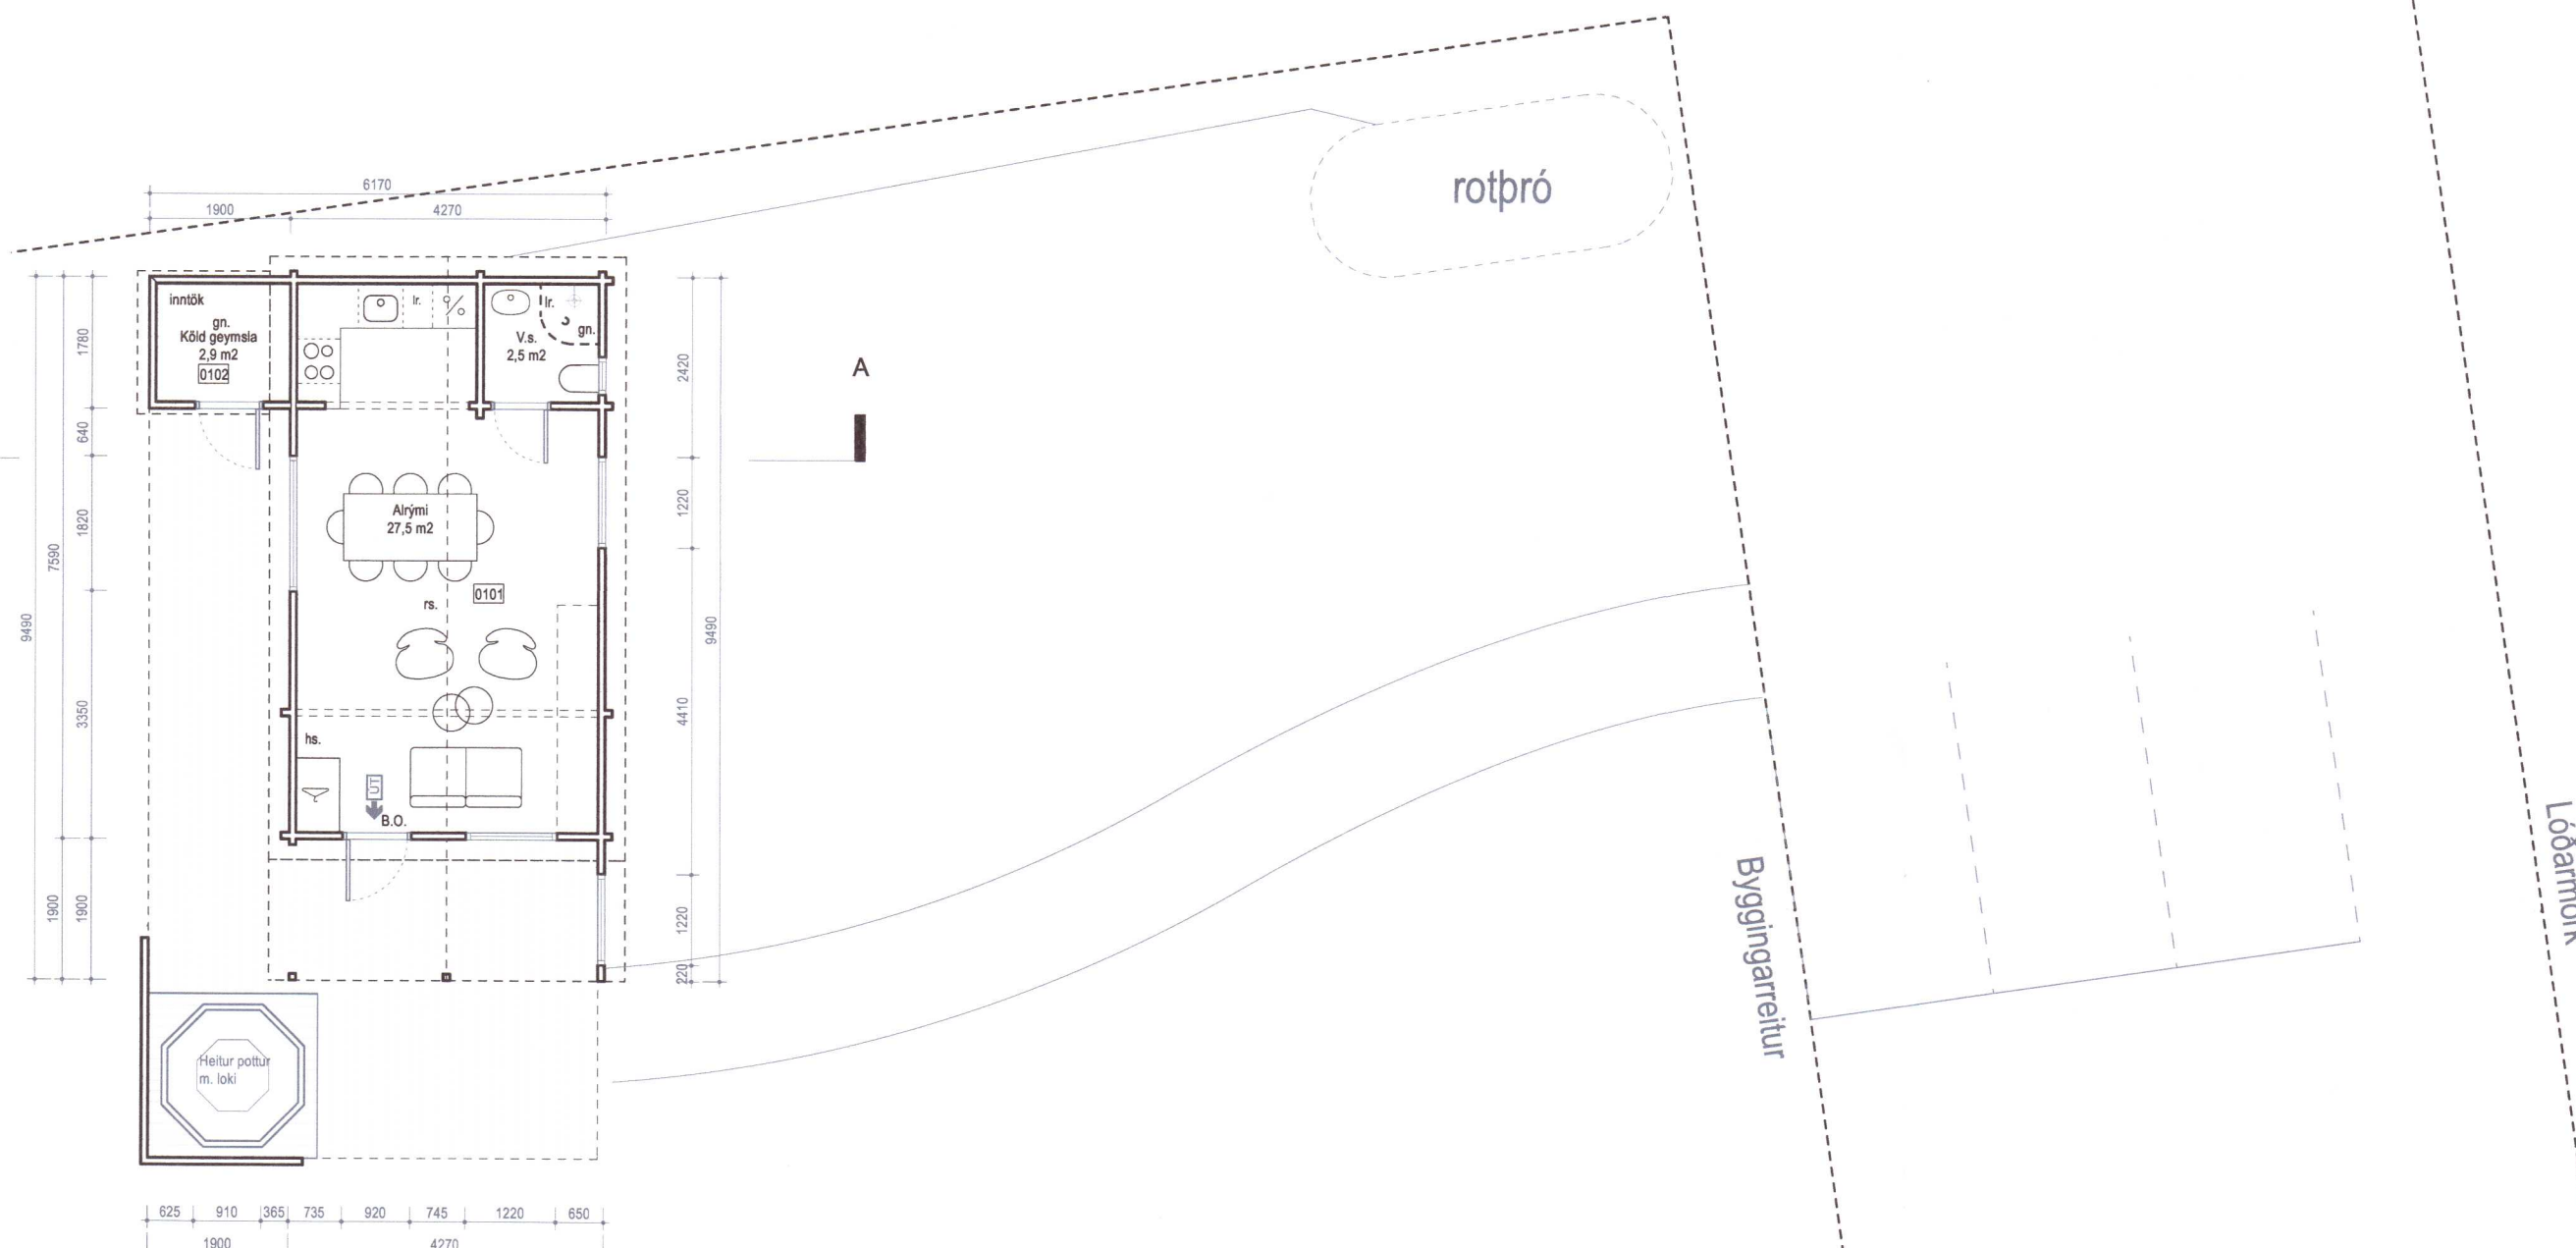 rotþró
6170
1900
4270
inntök
gn.
Köld geymsla
2,9 m2
0102
lr.
lr.
gn.
V.s.
2,5 m2
A
1780
640
1820
7590
9490
3350
1900
1900
2420
1220
9490
4410
1220
220
Alrými
27,5 m2
0101
rs.
hs.
ÚT
B.O.
Byggingarreitur
Lóðarmörk
Heitur pottur
m. loki
625 910 365 735 920 745 1220 650
1900 4270